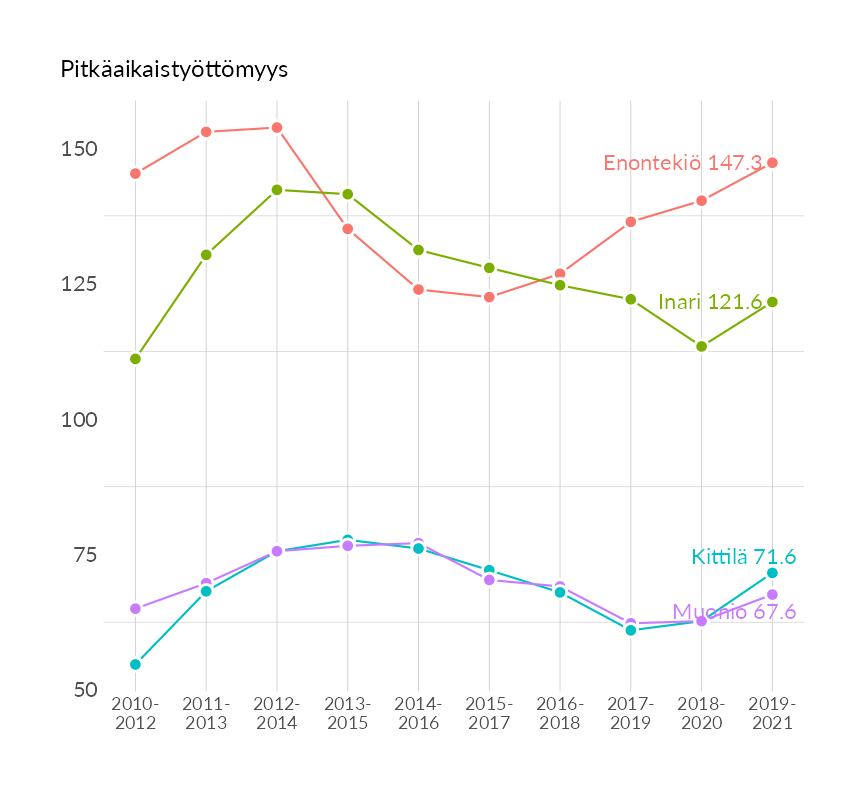 Pitkäaikaistyöttömyys
150
Enontekiö 147.3
125
Inari 121.6
100
75
Kittilä 71.6
Muonio 67.6
50
2010- 2011- 2012- 2013- 2014- 2015- 2016- 2017- 2018- 2019-
2012 2013 2014 2015 2016 2017 2018 2019 2020 2021